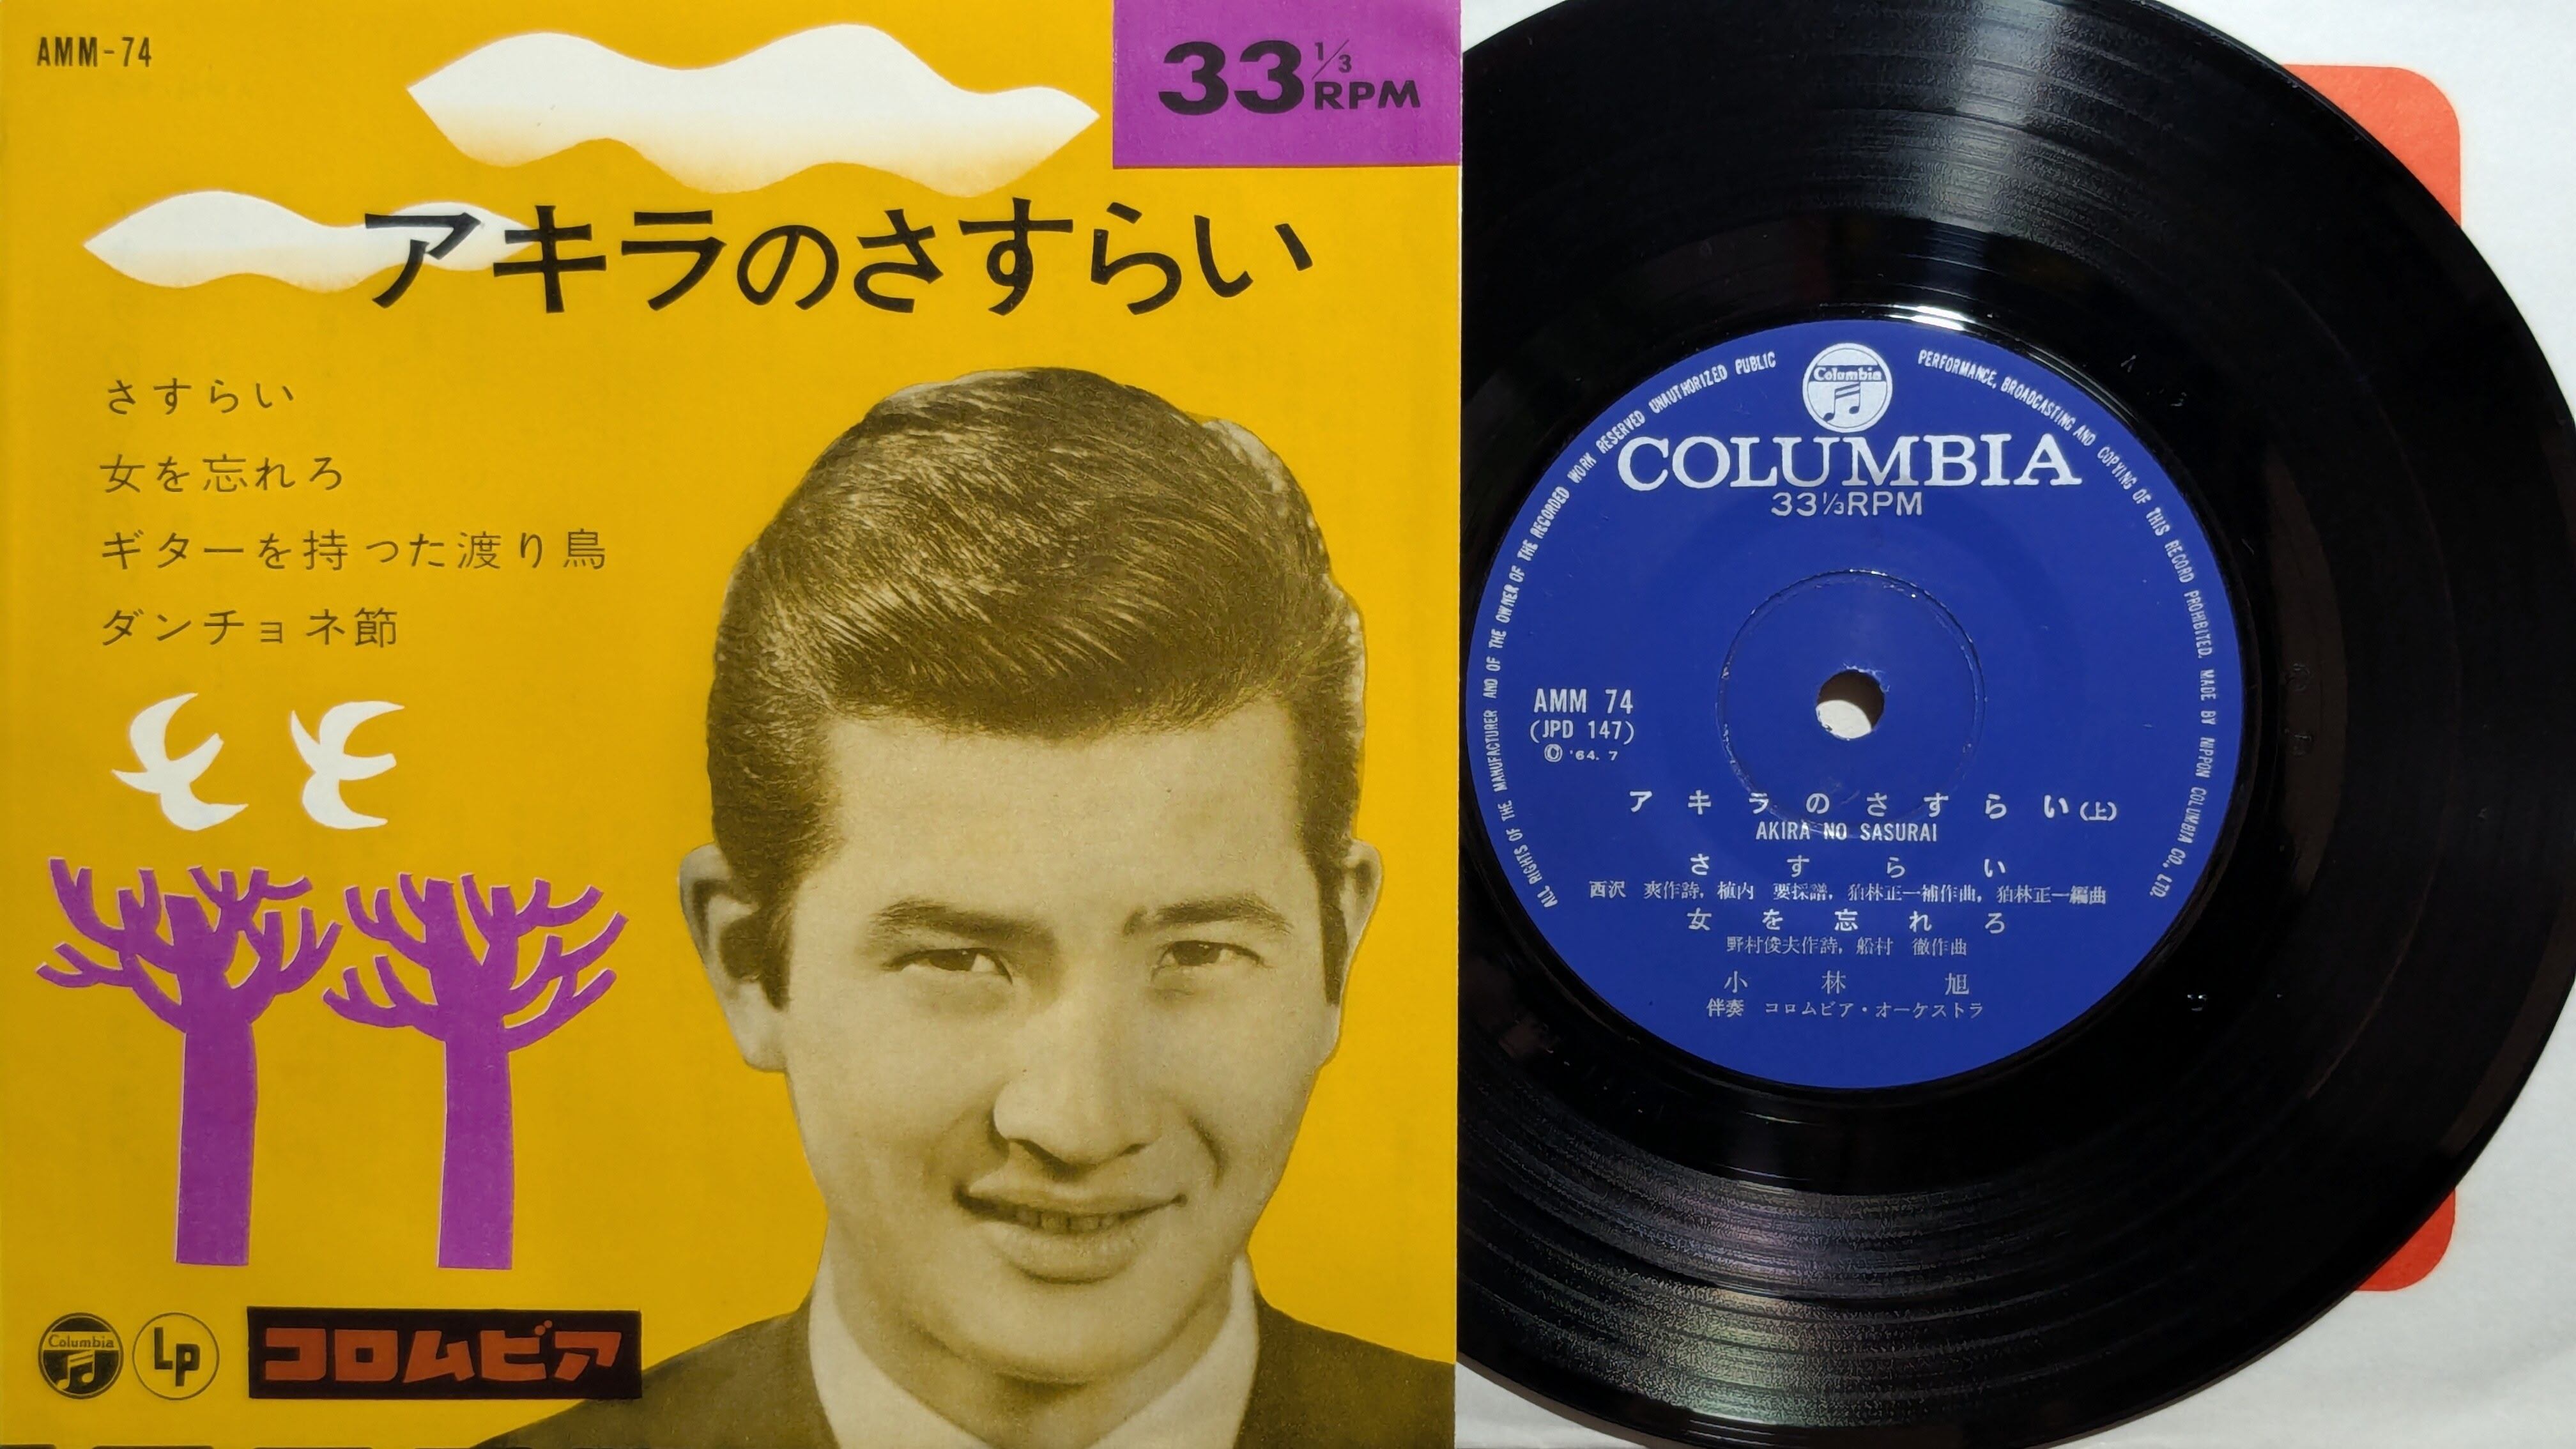 AMM-74
33 1/3 RPM
アキラのさすらい
さすらい
女を忘れろ
ギターを持った渡り鳥
ダンチョネ節
Columbia
LP
コロムビア
ALL RIGHTS OF THE MANUFACTURER AND OF THE OWNER OF THE RECORDED WORK RESERVED UNAUTHORIZED PUBLIC PERFORMANCE, BROADCASTING AND COPYING OF THIS RECORD PROHIBITED. MADE BY NIPPON COLUMBIA CO., LTD.
Columbia
COLUMBIA
33⅓RPM
AMM 74
(JPD 147)
© '64. 7
アキラのさすらい(上)
AKIRA NO SASURAI
さすらい
西沢 爽作詩, 植内 要採譜, 狛林正一補作曲, 狛林正一編曲
女を忘れろ
野村俊夫作詩, 船村 徹作曲
小林旭
伴奏 コロムビア・オーケストラ